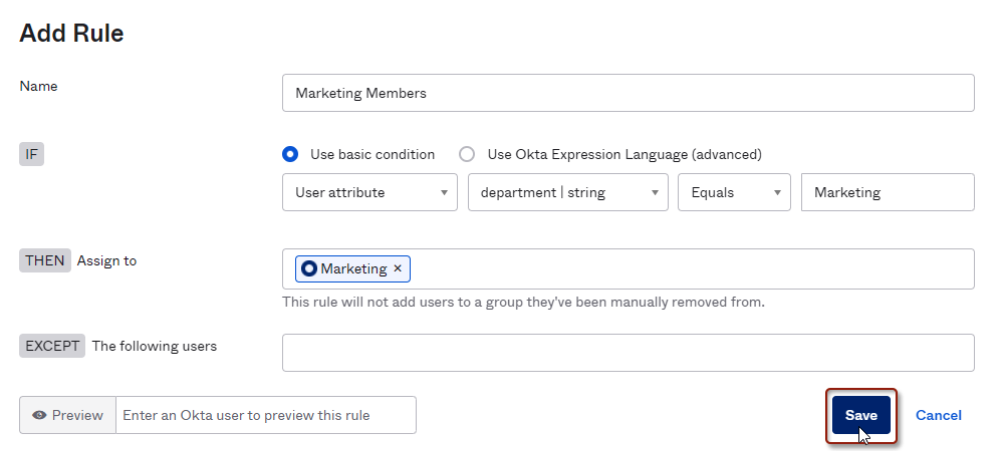 Add Rule
Name
Marketing Members
IF
Use basic condition
Use Okta Expression Language (advanced)
User attribute
department | string
Equals
Marketing
THEN Assign to
Marketing ×
This rule will not add users to a group they've been manually removed from.
EXCEPT The following users
Preview
Enter an Okta user to preview this rule
Save
Cancel